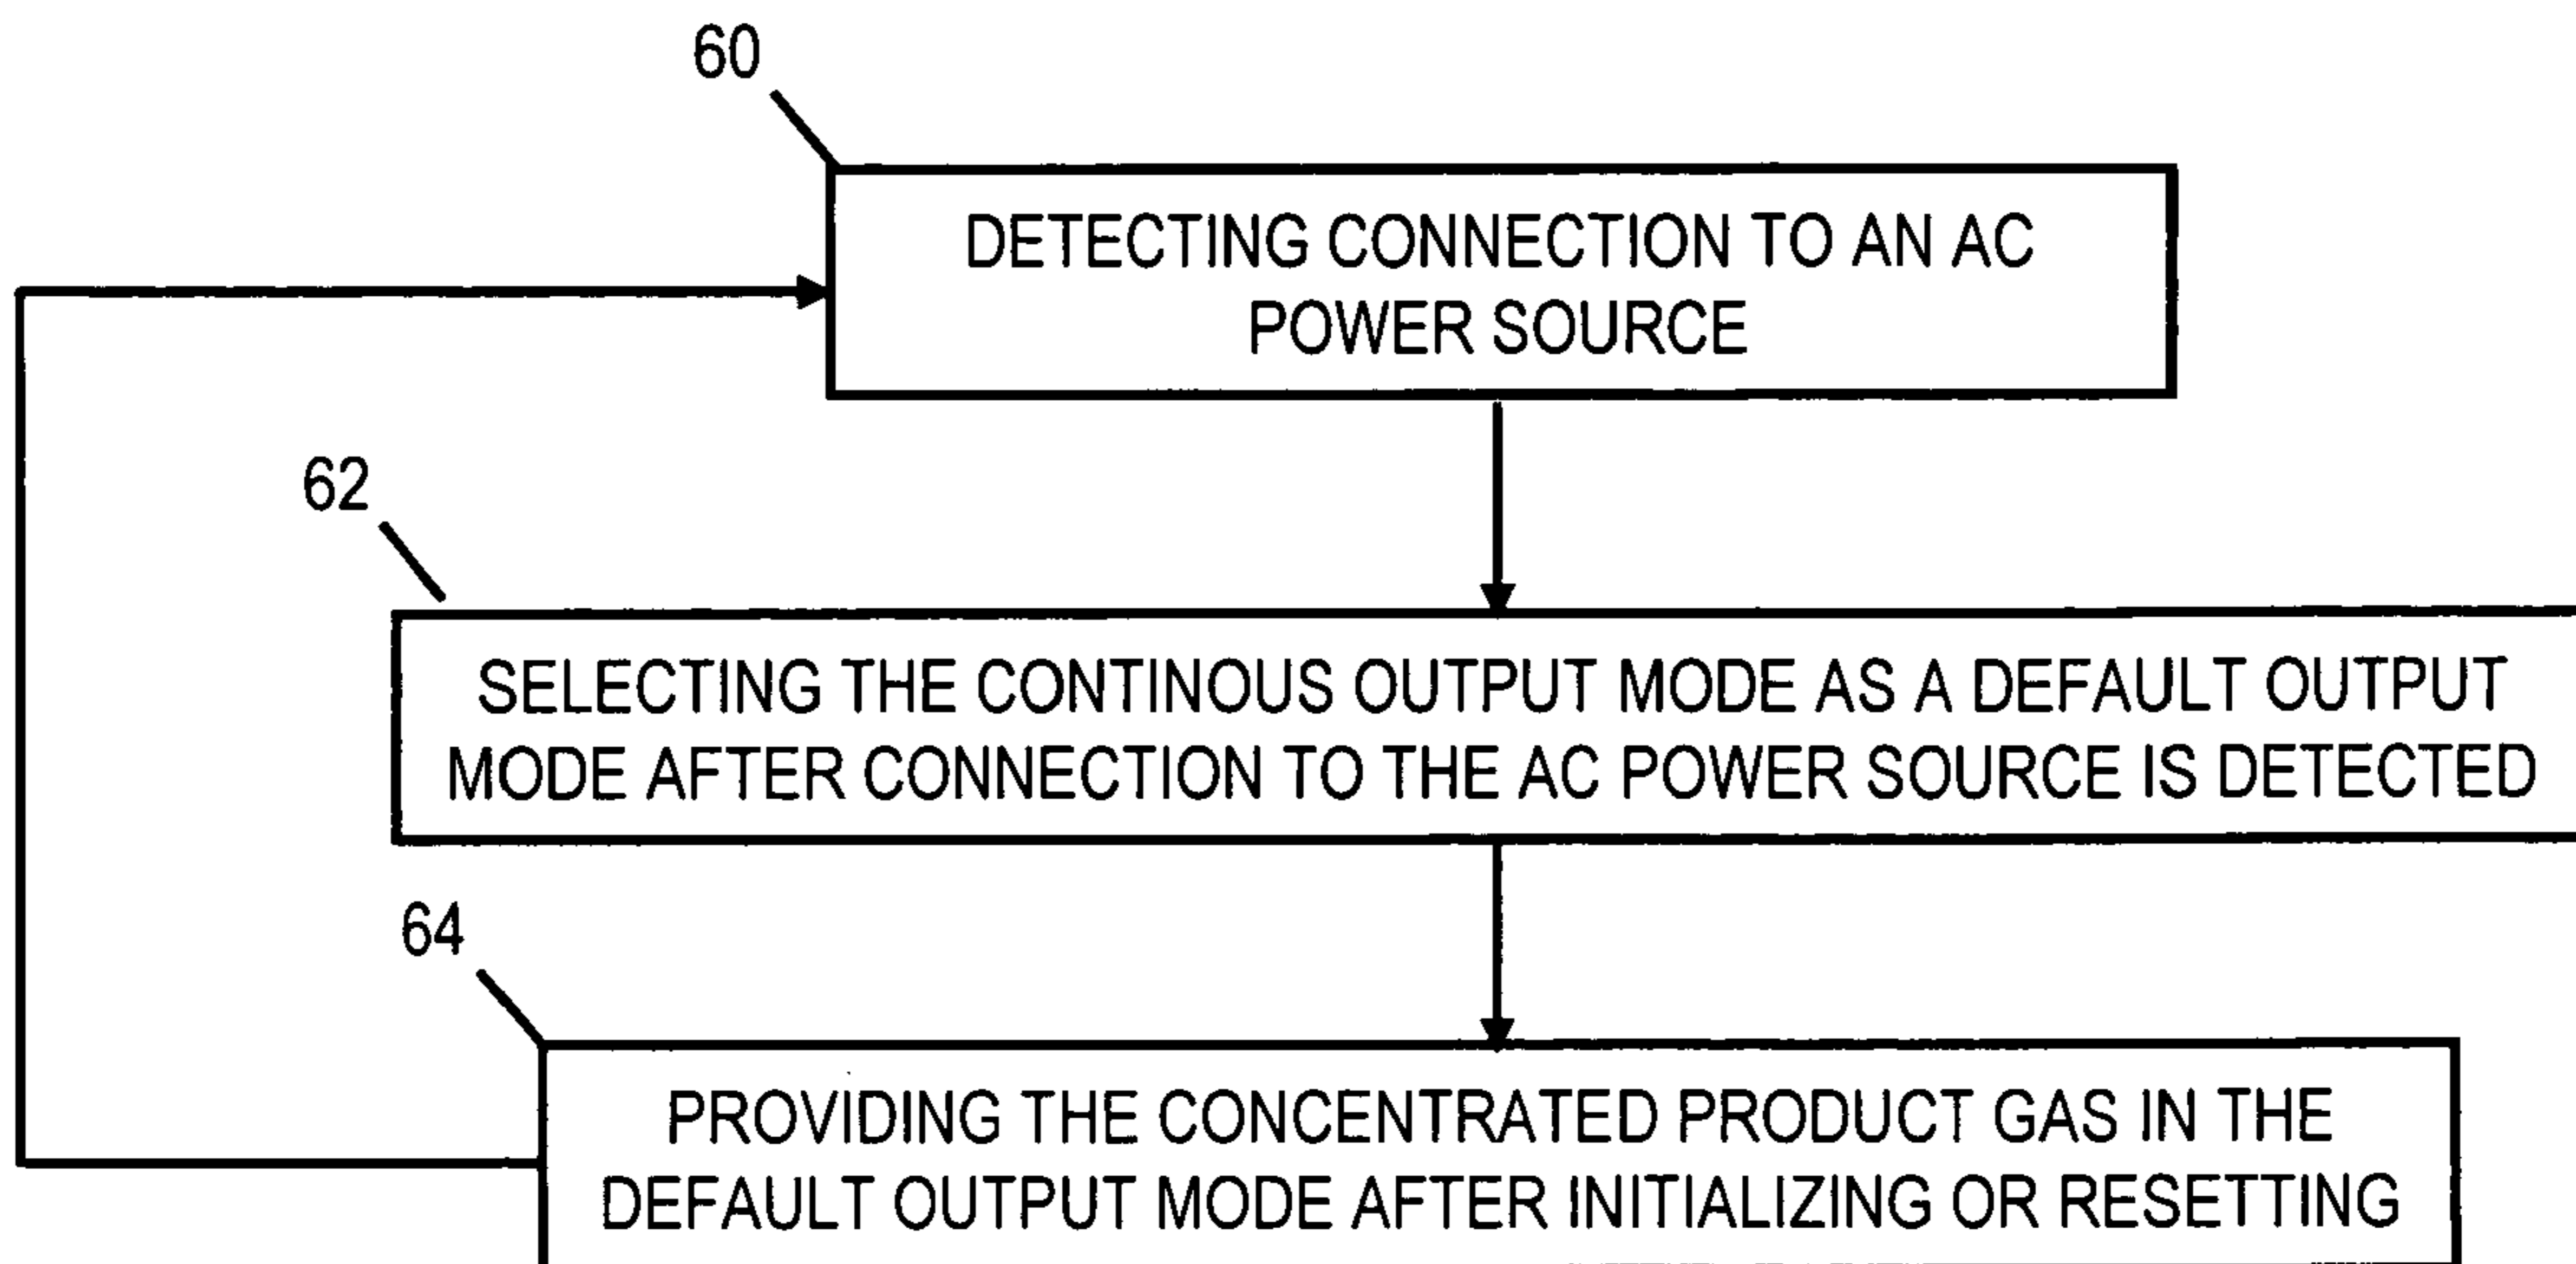 60
DETECTING CONNECTION TO AN AC
POWER SOURCE
62
SELECTING THE CONTINOUS OUTPUT MODE AS A DEFAULT OUTPUT
MODE AFTER CONNECTION TO THE AC POWER SOURCE IS DETECTED
64
PROVIDING THE CONCENTRATED PRODUCT GAS IN THE
DEFAULT OUTPUT MODE AFTER INITIALIZING OR RESETTING